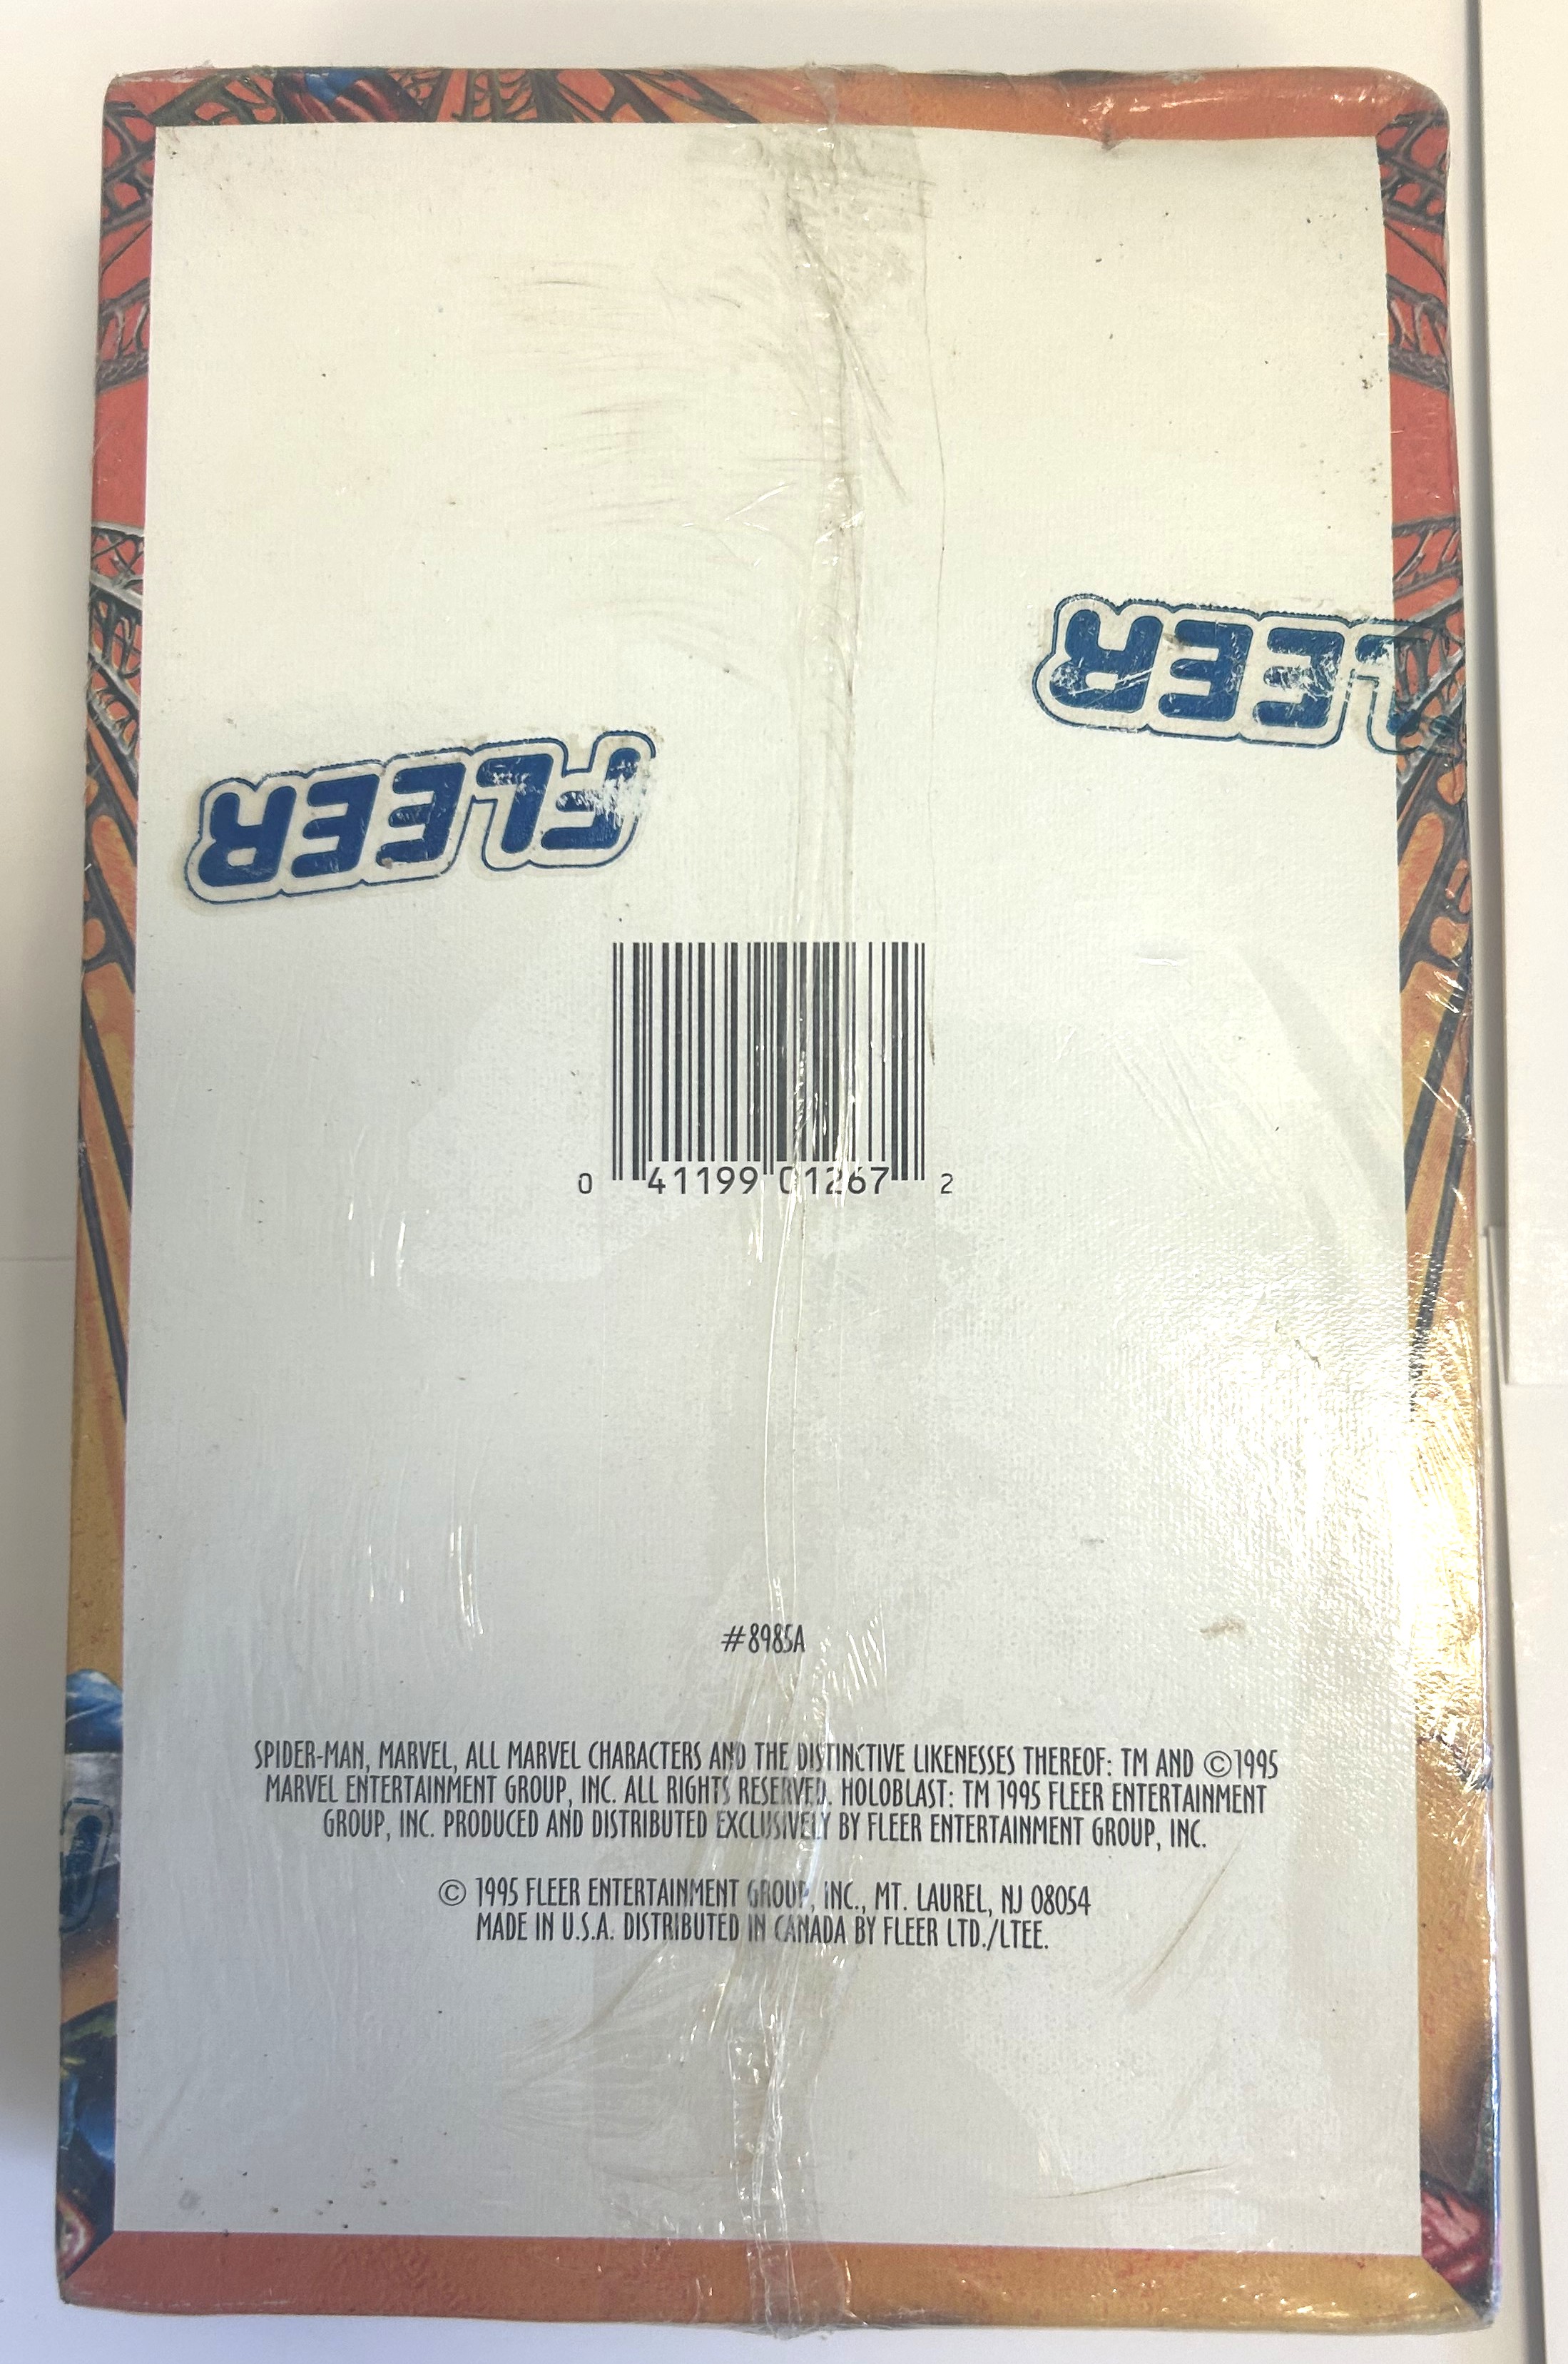 FLEER
FLEER
0 41199 01267 2
#8985A
SPIDER-MAN, MARVEL, ALL MARVEL CHARACTERS AND THE DISTINCTIVE LIKENESSES THEREOF: TM AND ©1995
MARVEL ENTERTAINMENT GROUP, INC. ALL RIGHTS RESERVED. HOLOBLAST: TM 1995 FLEER ENTERTAINMENT
GROUP, INC. PRODUCED AND DISTRIBUTED EXCLUSIVELY BY FLEER ENTERTAINMENT GROUP, INC.
© 1995 FLEER ENTERTAINMENT GROUP, INC., MT. LAUREL, NJ 08054
MADE IN U.S.A. DISTRIBUTED IN CANADA BY FLEER LTD./LTEE.